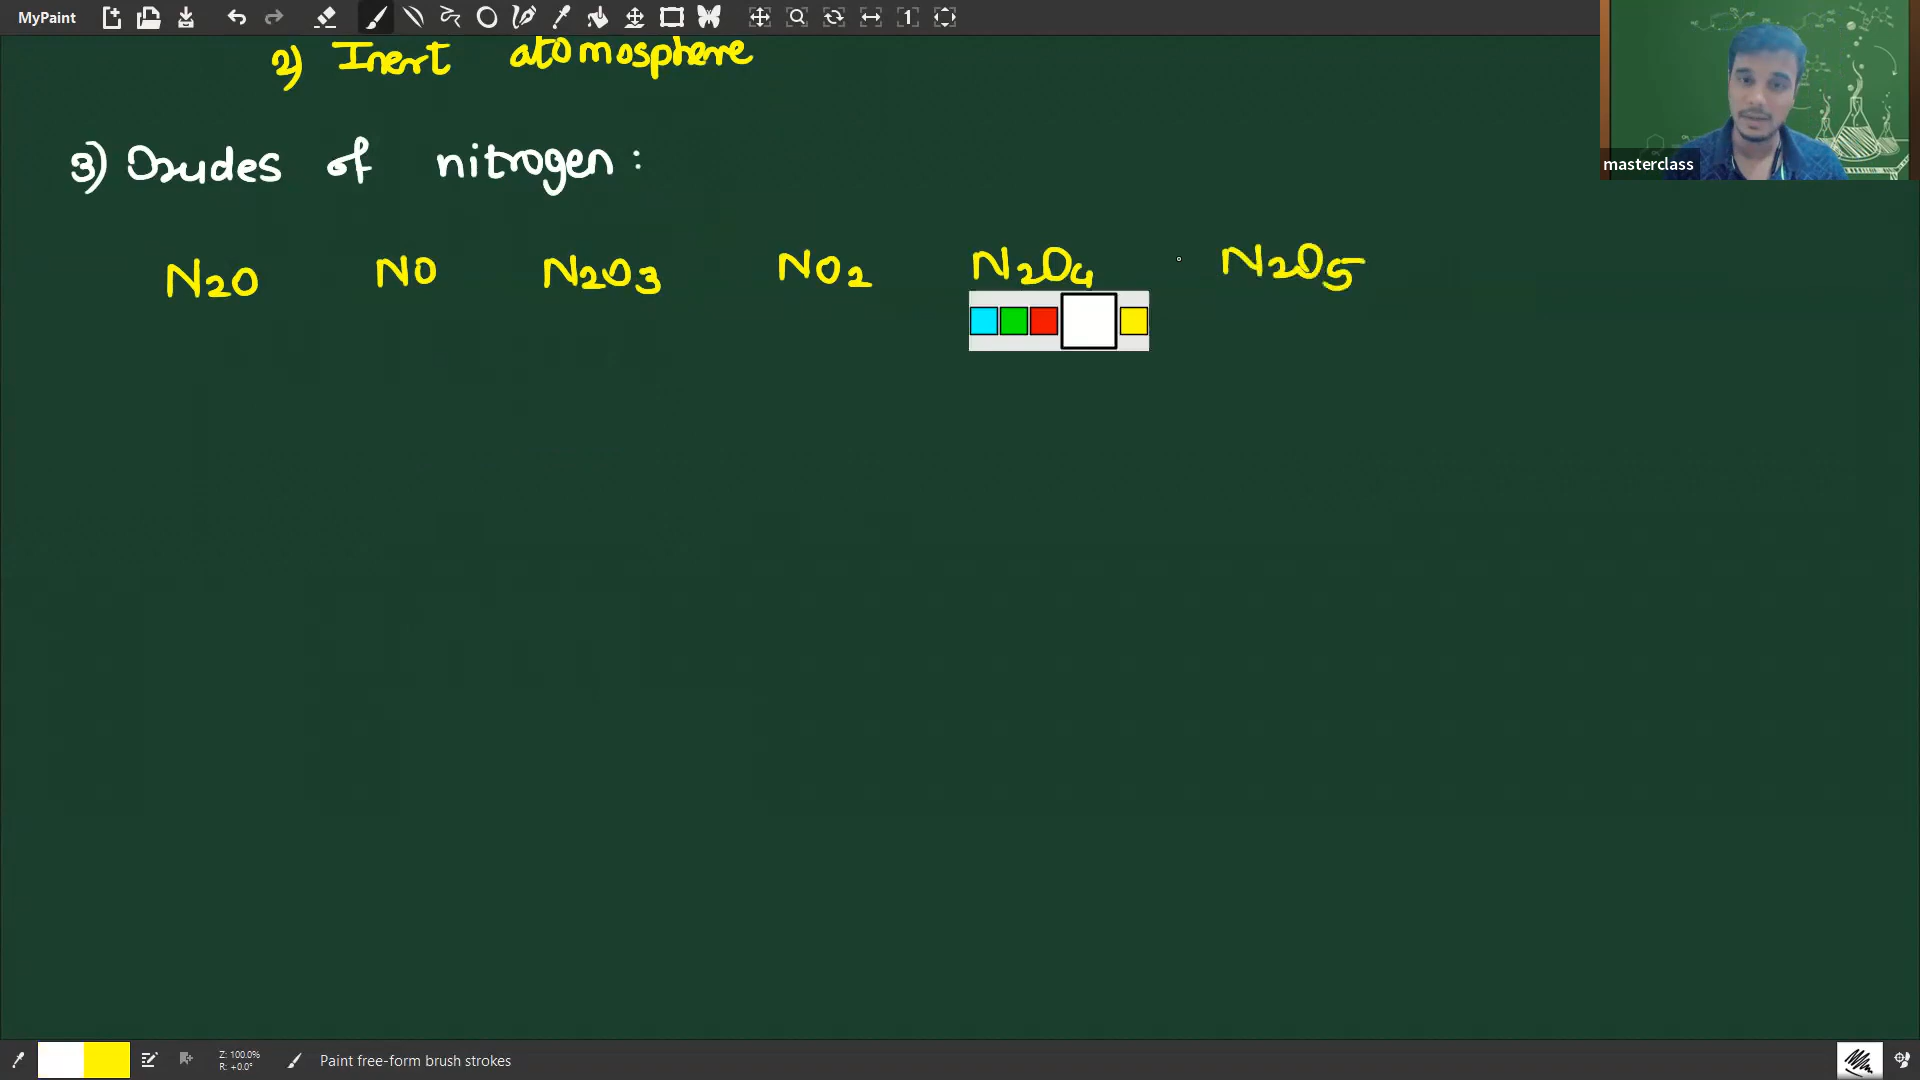 MyPaint
2) Inert atomosphere
masterclass
3) Oxides of nitrogen :
N2O NO N2O3 NO2 N2O4 N2O5
Z: 100.0%
R: +0.0°
Paint free-form brush strokes